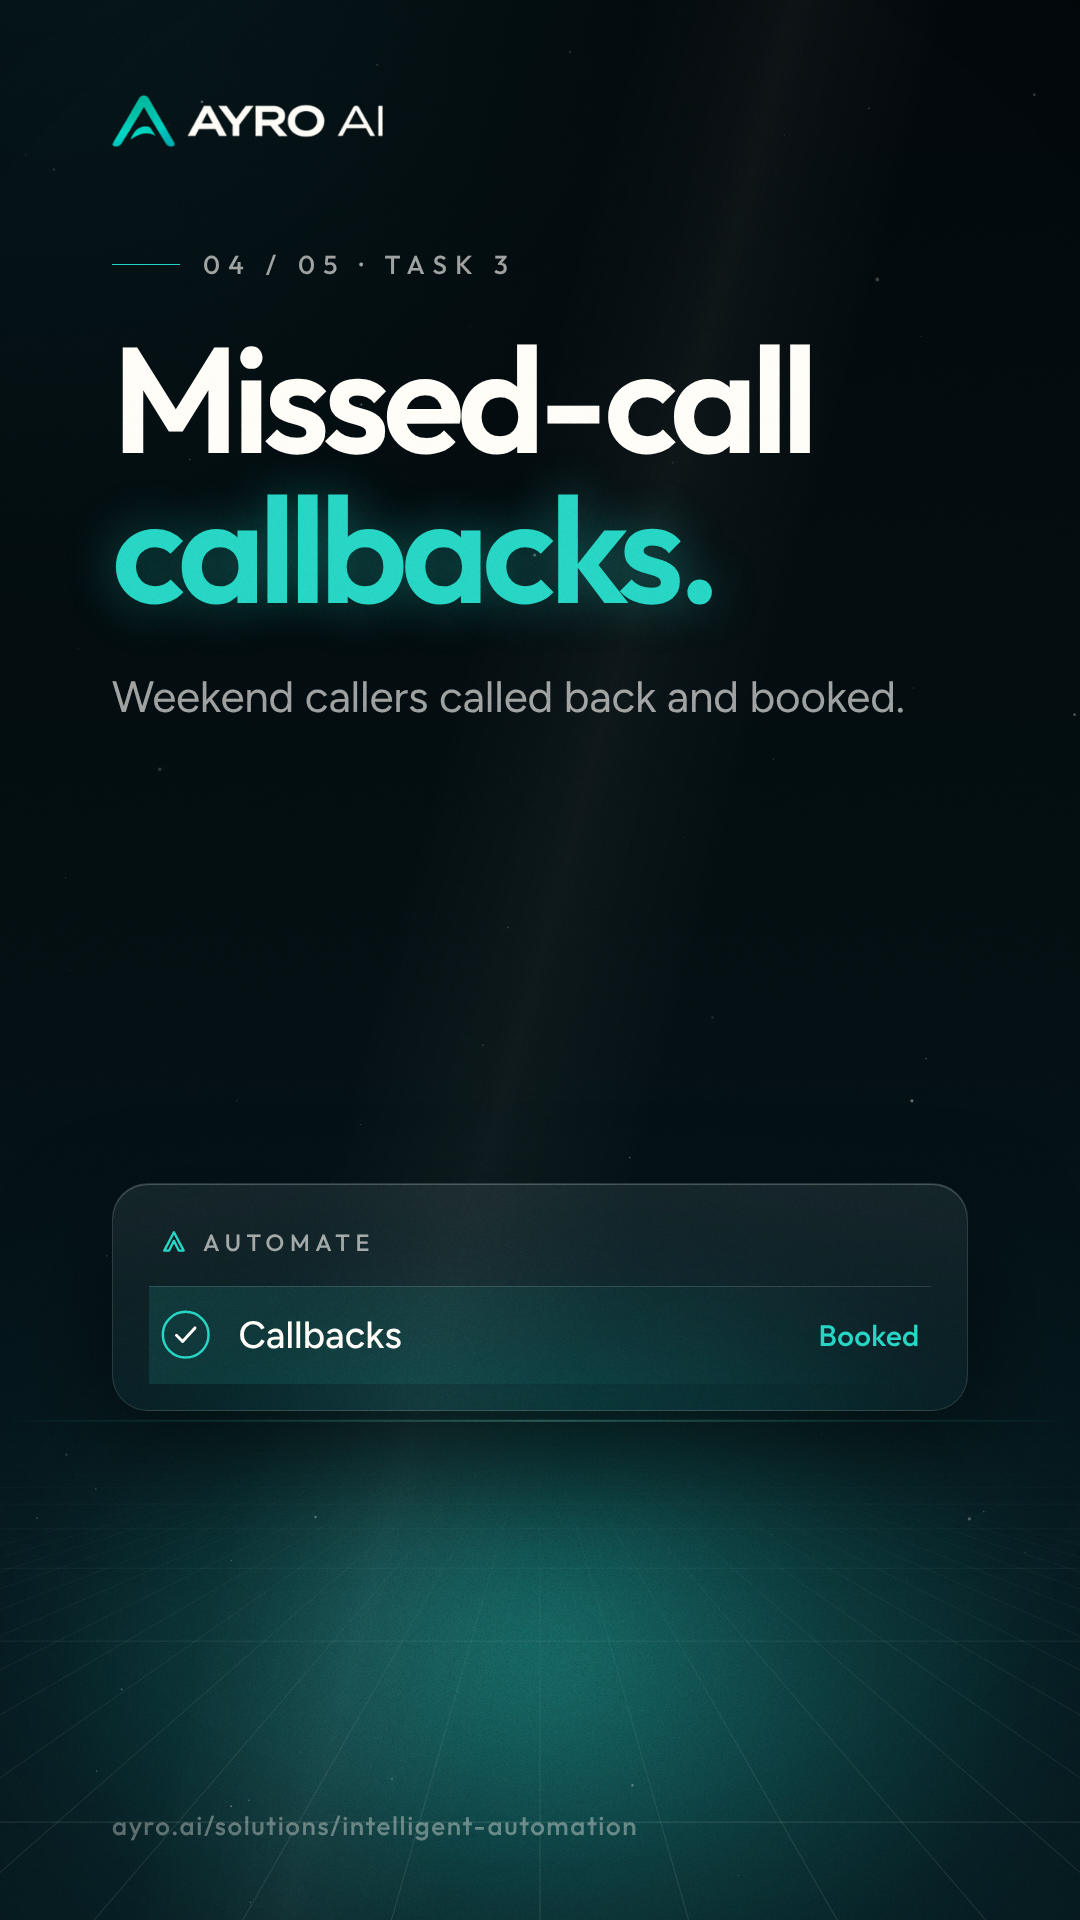 AYRO AI
04 / 05 · TASK 3
Missed-call
callbacks.
Weekend callers called back and booked.
AUTOMATE
Callbacks
Booked
ayro.ai/solutions/intelligent-automation